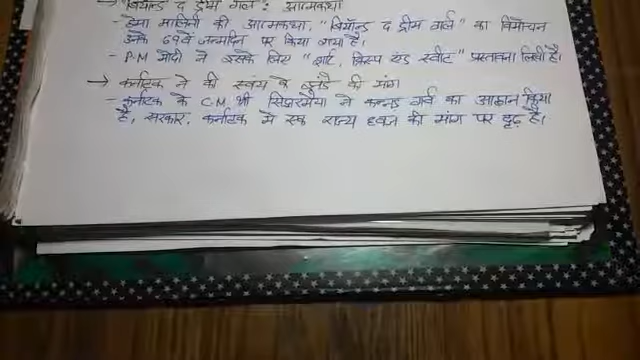 → "बियॉन्ड द ड्रीम गर्ल": आत्मकथा
- हेमा मालिनी की आत्मकथा, "बियॉन्ड द ड्रीम गर्ल" का विमोचन
उनके 69वें जन्मदिन पर किया गया है।
- P.M मोदी ने इसके लिए "शार्ट, क्रिस्प एंड स्वीट" प्रस्तावना लिखी है।
→ कर्नाटक ने की स्वयं के झंडे की मांग
- कर्नाटक के C.M श्री सिद्धारमैया ने कन्नड़ गर्व का आह्वान किया
है, सरकार, कर्नाटक में एक राज्य ध्वज की मांग पर दृढ़ है।